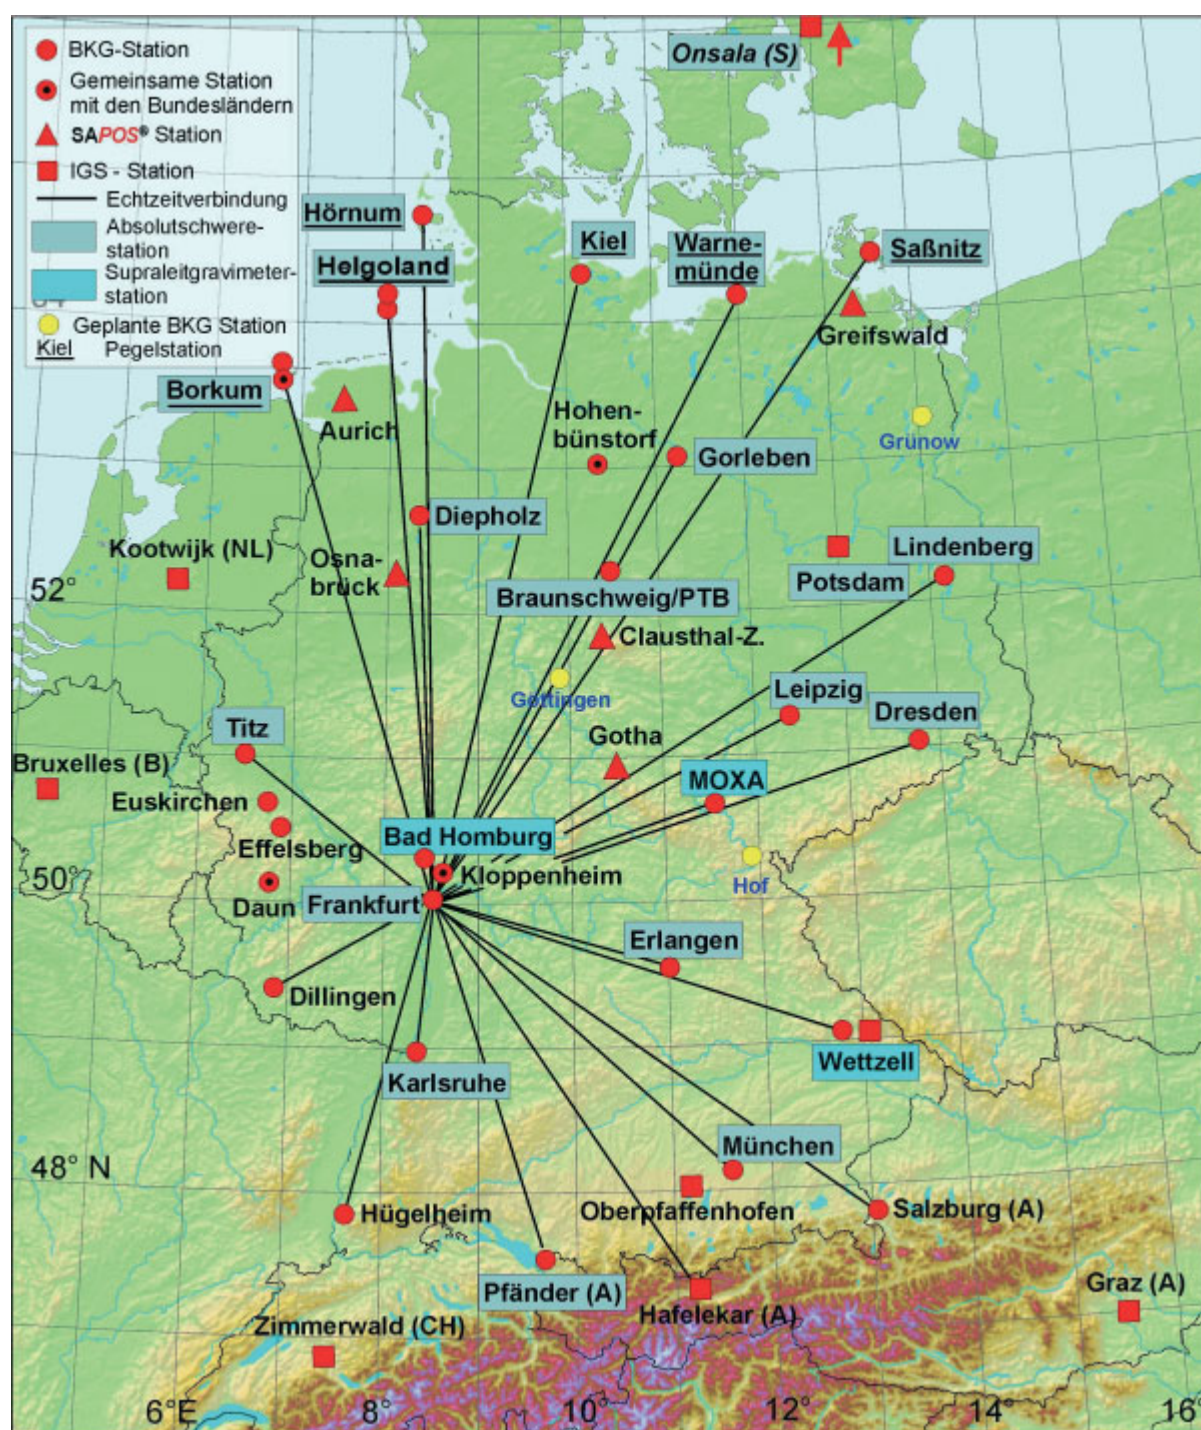 BKG-Station
Gemeinsame Station
mit den Bundesländern
SAPOS® Station
IGS - Station
Echtzeitverbindung
Absolutschwere-
station
Supraleitgravimeter-
station
Geplante BKG Station
Kiel Pegelstation
Onsala (S)
Hörnum
Helgoland
Kiel
Warne-
münde
Saßnitz
Greifswald
Borkum
Aurich
Hohen-
bünstorf
Grünow
Gorleben
Diepholz
Kootwijk (NL)
Osna-
brück
Lindenberg
Potsdam
52°
Braunschweig/PTB
Clausthal-Z.
Göttingen
Leipzig
Dresden
Titz
Gotha
Bruxelles (B)
MOXA
Euskirchen
Bad Homburg
Effelsberg
Kloppenheim
50°
Daun
Frankfurt
Hof
Erlangen
Dillingen
Wettzell
Karlsruhe
München
48° N
Hügelheim
Oberpfaffenhofen
Salzburg (A)
Pfänder (A)
Hafelekar (A)
Graz (A)
Zimmerwald (CH)
6°E
8°
10°
12°
14°